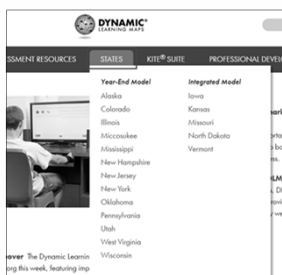 DYNAMIC®
LEARNING MAPS
SSMENT RESOURCES STATES KITE® SUITE PROFESSIONAL DEVEL
Year-End Model
Alaska
Colorado
Illinois
Miccosukee
Mississippi
New Hampshire
New Jersey
New York
Oklahoma
Pennsylvania
Utah
West Virginia
Wisconsin
Integrated Model
Iowa
Kansas
Missouri
North Dakota
Vermont
over The Dynamic Learnin
org this week, featuring imp